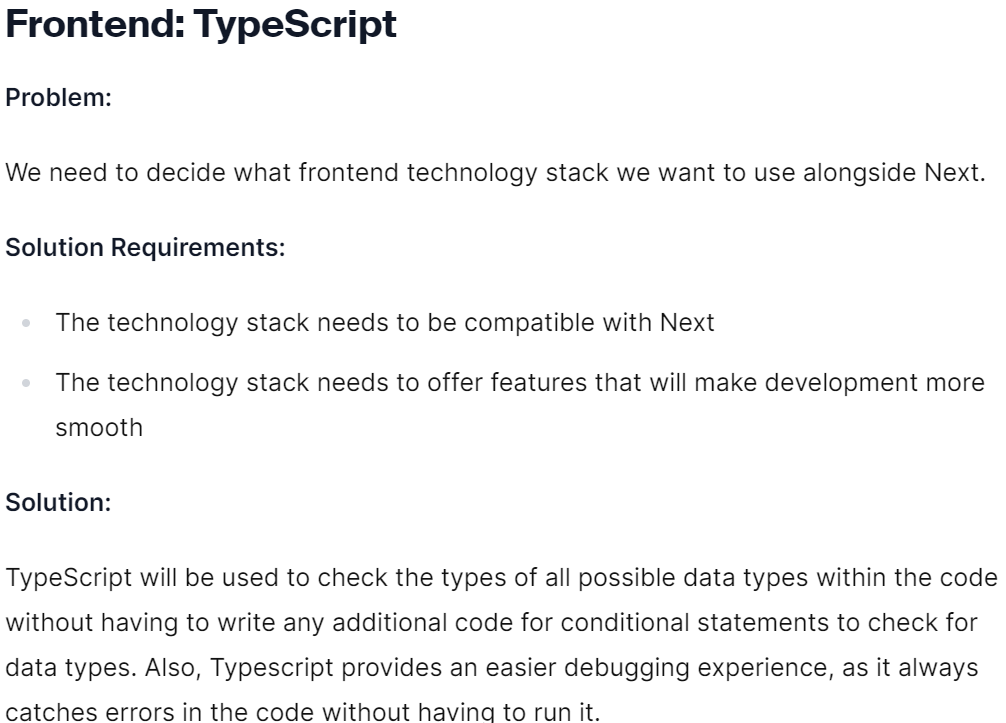 Frontend: TypeScript
Problem:
We need to decide what frontend technology stack we want to use alongside Next.
Solution Requirements:
The technology stack needs to be compatible with Next
The technology stack needs to offer features that will make development more
smooth
Solution:
TypeScript will be used to check the types of all possible data types within the code
without having to write any additional code for conditional statements to check for
data types. Also, Typescript provides an easier debugging experience, as it always
catches errors in the code without having to run it.